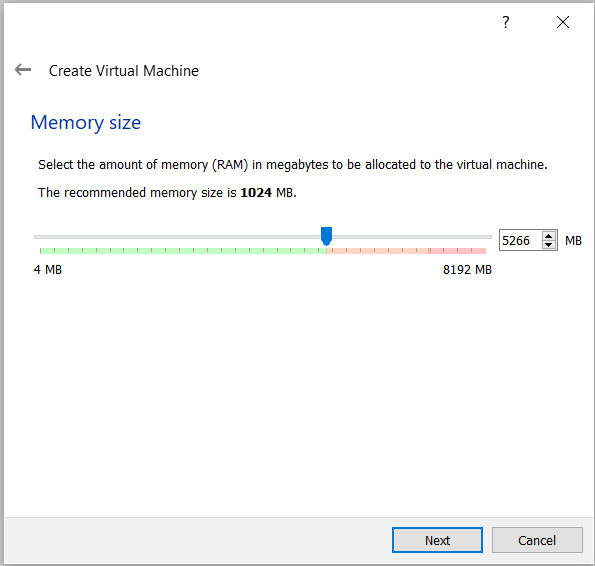 ?
Create Virtual Machine
Memory size
Select the amount of memory (RAM) in megabytes to be allocated to the virtual machine.
The recommended memory size is 1024 MB.
5266 MB
4 MB 8192 MB
Next Cancel